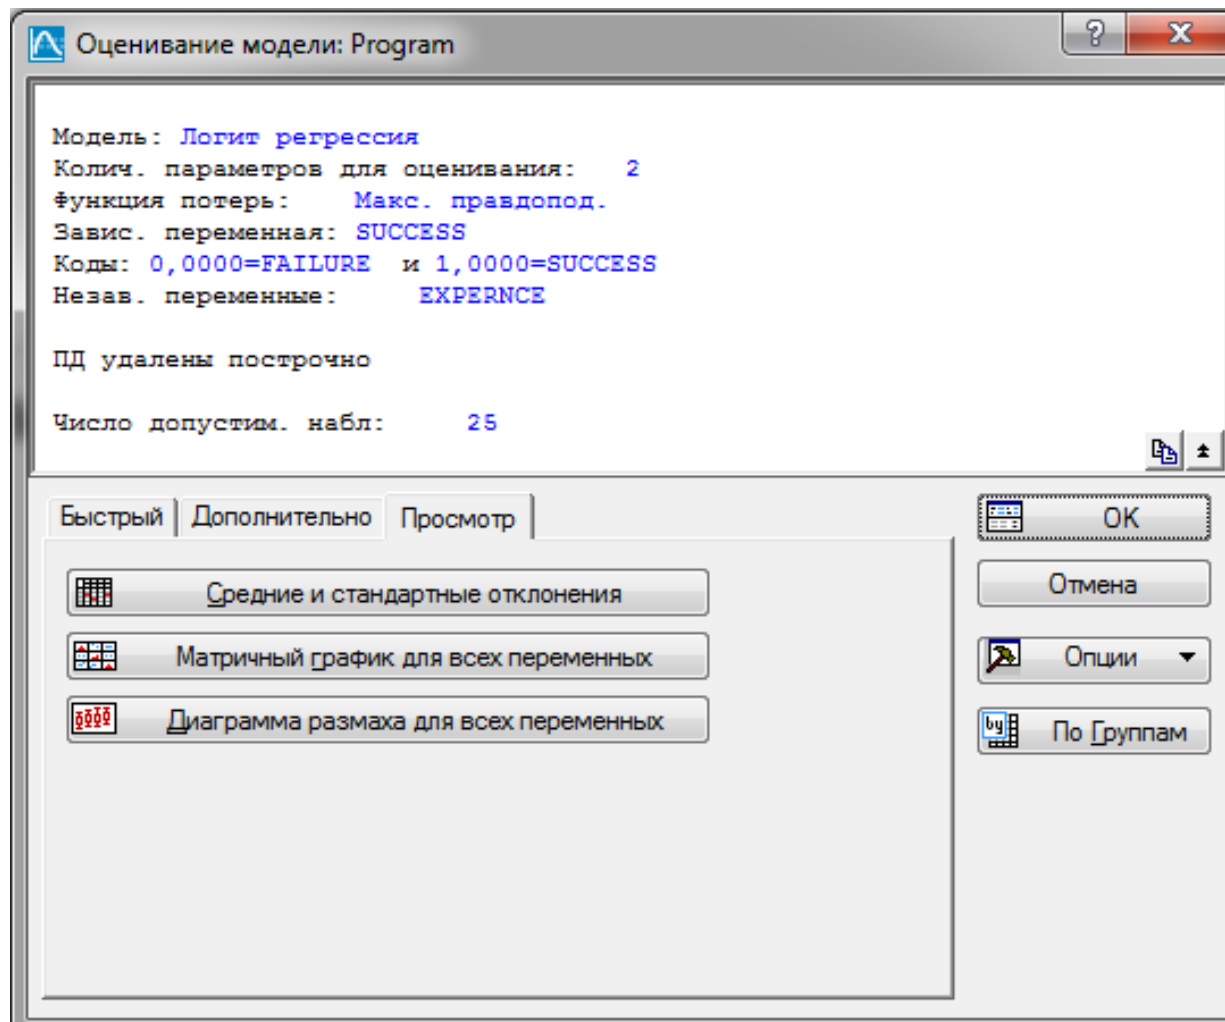 Оценивание модели: Program
Модель: Логит регрессия
Колич. параметров для оценивания: 2
Функция потерь: Макс. правдопод.
Завис. переменная: SUCCESS
Коды: 0,0000=FAILURE и 1,0000=SUCCESS
Незав. переменные: EXPERNCE
ПД удалены построчно
Число допустим. набл: 25
Быстрый Дополнительно Просмотр
Средние и стандартные отклонения
Матричный график для всех переменных
Диаграмма размаха для всех переменных
OK
Отмена
Опции
by По Группам